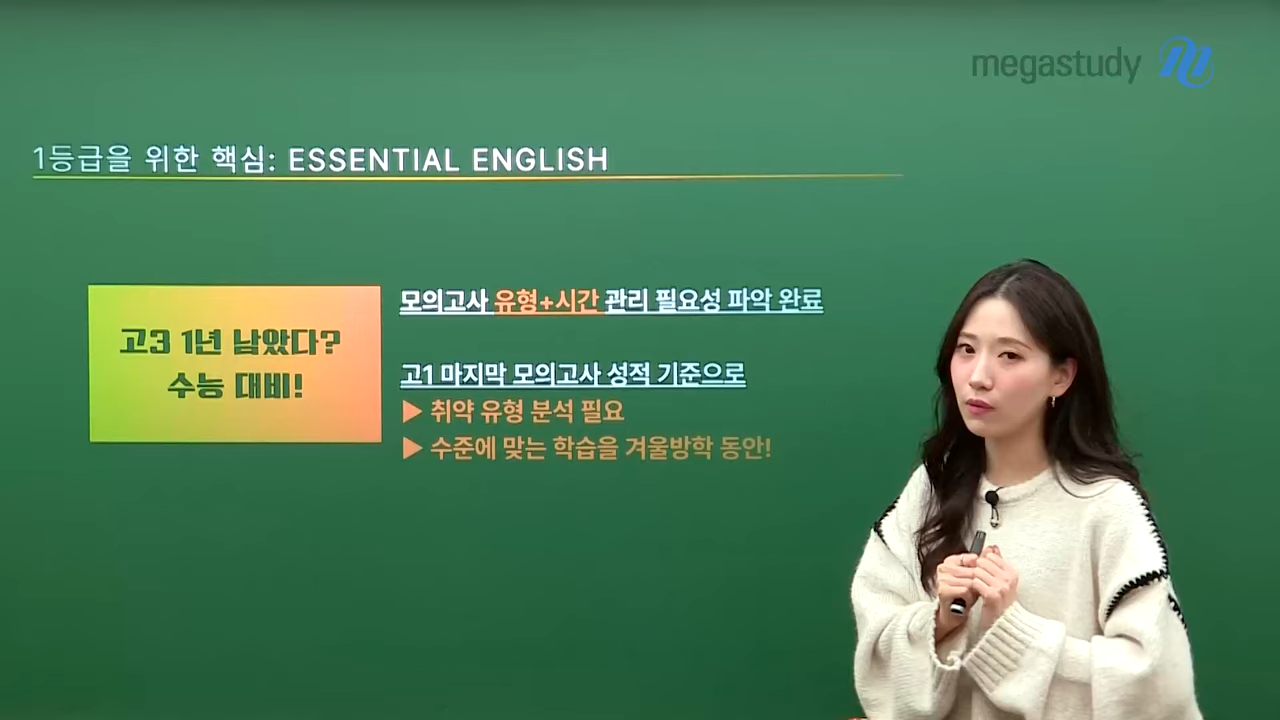 megastudy
1등급을 위한 핵심: ESSENTIAL ENGLISH
고3 1년 남았다?
수능 대비!
모의고사 유형+시간 관리 필요성 파악 완료
고1 마지막 모의고사 성적 기준으로
▶ 취약 유형 분석 필요
▶ 수준에 맞는 학습을 겨울방학 동안!